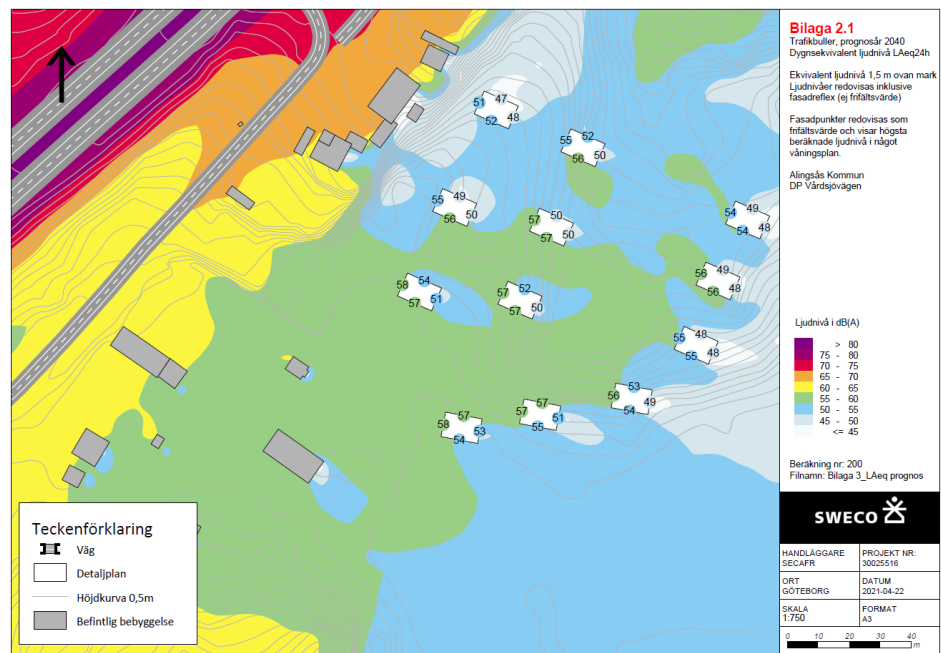 Bilaga 2.1
Trafikbuller, prognosår 2040
Dygnsekvivalent ljudnivå LAeq24h
Ekvivalent ljudnivå 1,5 m ovan mark
Ljudnivåer redovisas inklusive
fasadreflex (ej frifältsvärde)
Fasadpunkter redovisas som
frifältsvärde och visar högsta
beräknade ljudnivå i något
våningsplan.
Alingsås Kommun
DP Vårdsjövägen
51 47
52 48
55 52
56 50
55 49
56 50
57 50
57 50
54 49
54 48
58 54
57 51
57 52
57 50
56 49
56 48
55 48
55 48
56 53
54 49
58 57
54 53
57 57
55 51
Ljudnivå i dB(A)
> 80
75 - 80
70 - 75
65 - 70
60 - 65
55 - 60
50 - 55
45 - 50
<= 45
Beräkning nr: 200
Filnamn: Bilaga 3_LAeq prognos
SWECO
HANDLÄGGARE
SECAFR
PROJEKT NR:
30025516
ORT
GÖTEBORG
DATUM
2021-04-22
SKALA
1:750
FORMAT
A3
0 10 20 30 40
m
Teckenförklaring
Väg
Detaljplan
Höjdkurva 0,5m
Befintlig bebyggelse